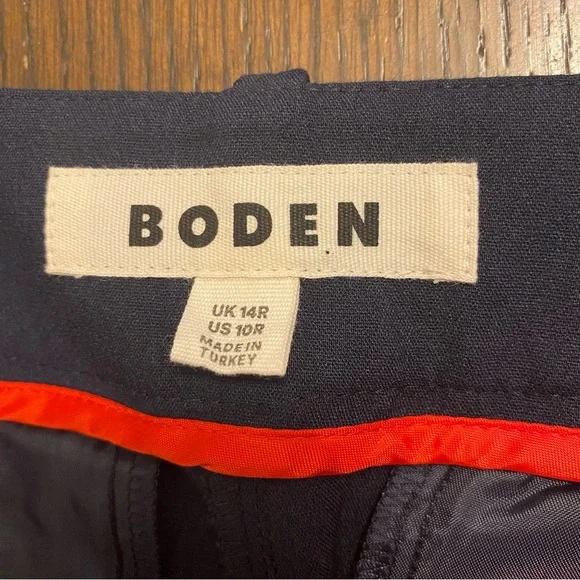 BODEN
UK 14R
US 10R
MADE IN
TURKEY